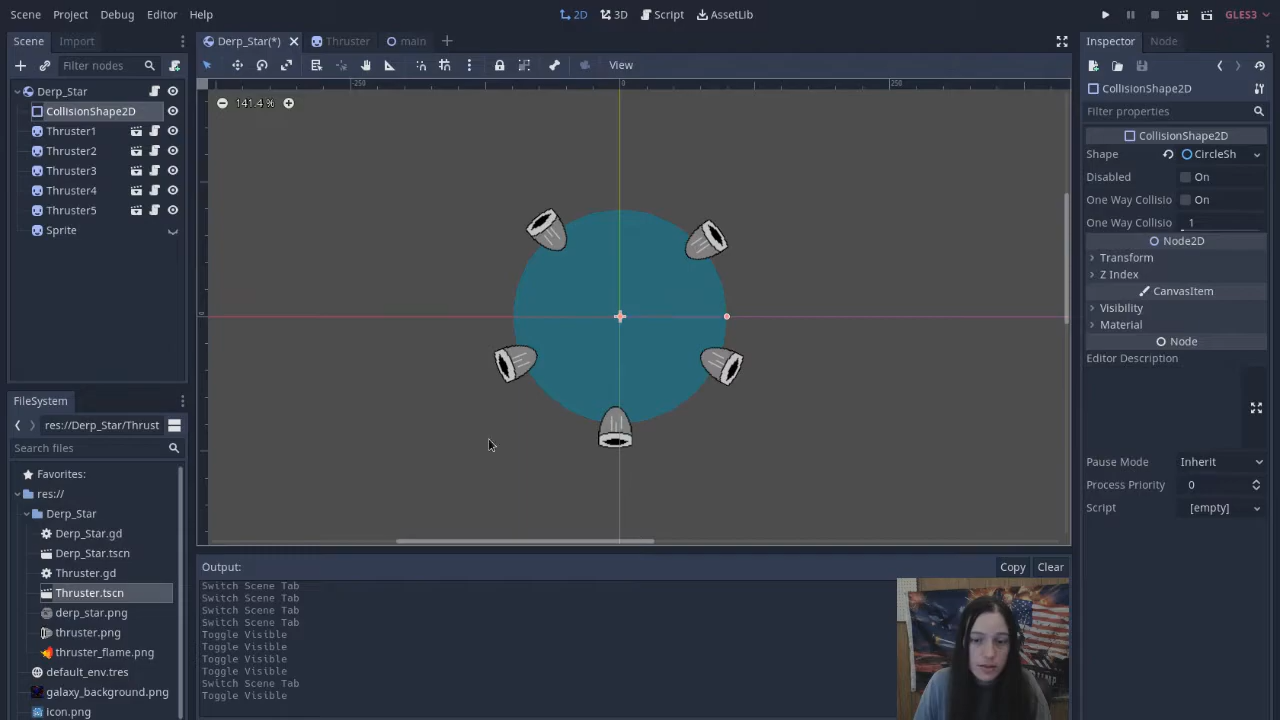 Scene Project Debug Editor Help
2D 3D Script AssetLib
GLES3
Scene Import
Derp_Star(*) Thruster main
Inspector Node
Filter nodes
View
Derp_Star
CollisionShape2D
Thruster1
Thruster2
Thruster3
Thruster4
Thruster5
Sprite
-250 0 250
0
141.4 %
CollisionShape2D
Filter properties
CollisionShape2D
Shape CircleSh
Disabled On
One Way Collisio On
One Way Collisio 1
Node2D
Transform
Z Index
CanvasItem
Visibility
Material
Node
Editor Description
Pause Mode Inherit
Process Priority 0
Script [empty]
FileSystem
res://Derp_Star/Thrust
Search files
Favorites:
res://
Derp_Star
Derp_Star.gd
Derp_Star.tscn
Thruster.gd
Thruster.tscn
derp_star.png
thruster.png
thruster_flame.png
default_env.tres
galaxy_background.png
icon.png
Output: Copy Clear
Switch Scene Tab
Switch Scene Tab
Switch Scene Tab
Switch Scene Tab
Toggle Visible
Toggle Visible
Toggle Visible
Toggle Visible
Switch Scene Tab
Toggle Visible